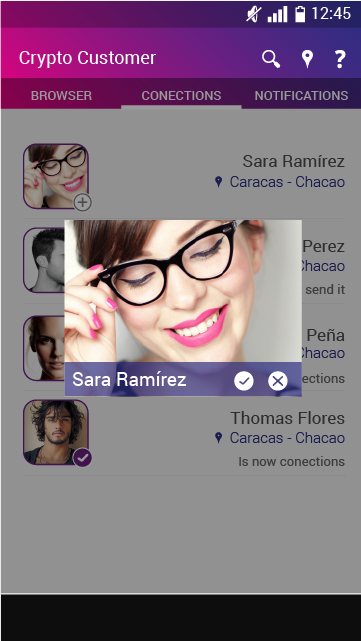 12:45
Crypto Customer
BROWSER CONECTIONS NOTIFICATIONS
Sara Ramírez
Caracas - Chacao
Perez
Chacao
send it
Peña
Chacao
ections
Sara Ramírez
Thomas Flores
Caracas - Chacao
Is now conections